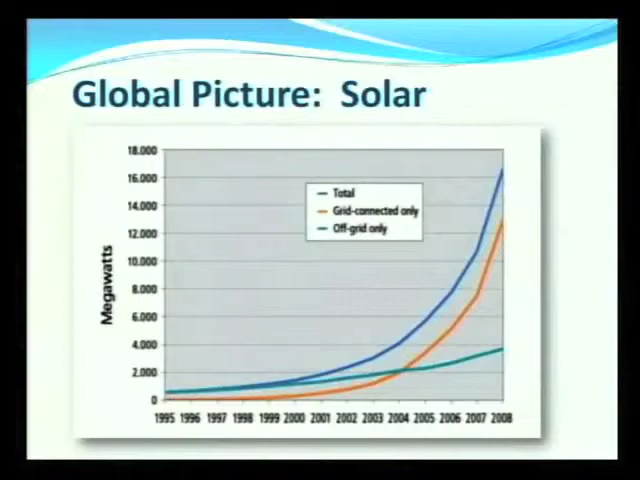 Global Picture: Solar
18.000
16.000
14.000
12.000
10.000
8.000
6.000
4.000
2.000
0
Megawatts
Total
Grid-connected only
Off-grid only
1995 1996 1997 1998 1999 2000 2001 2002 2003 2004 2005 2006 2007 2008